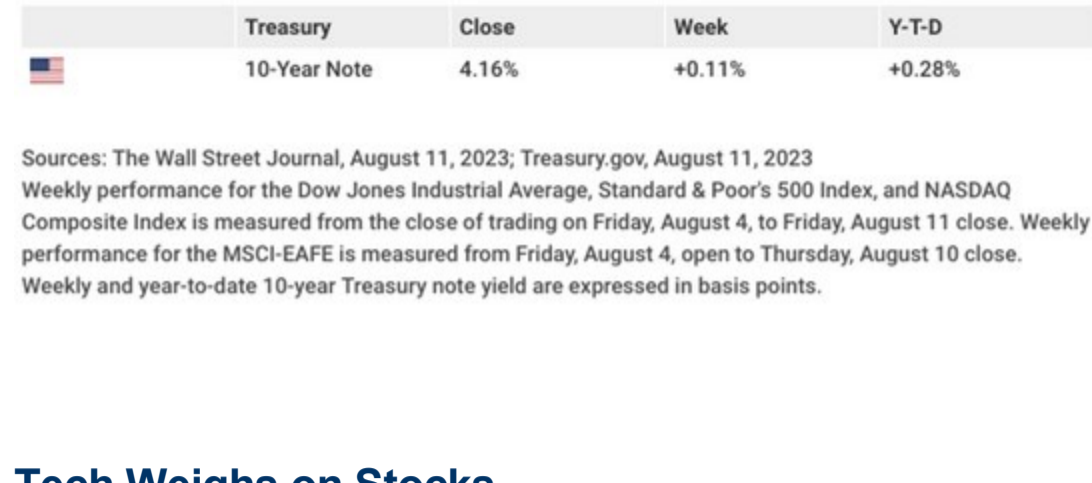 Treasury Close Week Y-T-D
10-Year Note 4.16% +0.11% +0.28%
Sources: The Wall Street Journal, August 11, 2023; Treasury.gov, August 11, 2023
Weekly performance for the Dow Jones Industrial Average, Standard & Poor's 500 Index, and NASDAQ
Composite Index is measured from the close of trading on Friday, August 4, to Friday, August 11 close. Weekly
performance for the MSCI-EAFE is measured from Friday, August 4, open to Thursday, August 10 close.
Weekly and year-to-date 10-year Treasury note yield are expressed in basis points.
Tech Weighs on Stocks